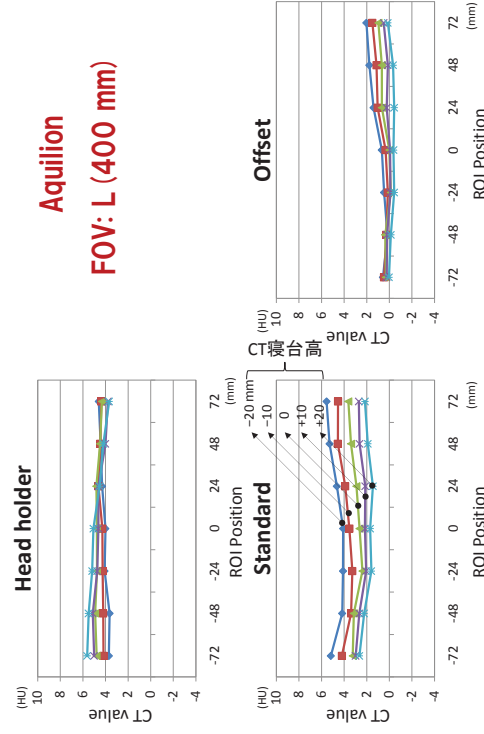 Aquilion
FOV: L (400 mm)
Head holder
(HU)
10
8
6
4
2
0
-2
-4
CT value
-72
-48
-24
0
24
48
72
(mm)
ROI Position
Standard
(HU)
10
8
6
4
2
0
-2
-4
CT value
-72
-48
-24
0
24
48
72
(mm)
ROI Position
CT寝台高
−20 mm
−10
0
+10
+20
Offset
(HU)
10
8
6
4
2
0
-2
-4
CT value
-72
-48
-24
0
24
48
72
(mm)
ROI Position